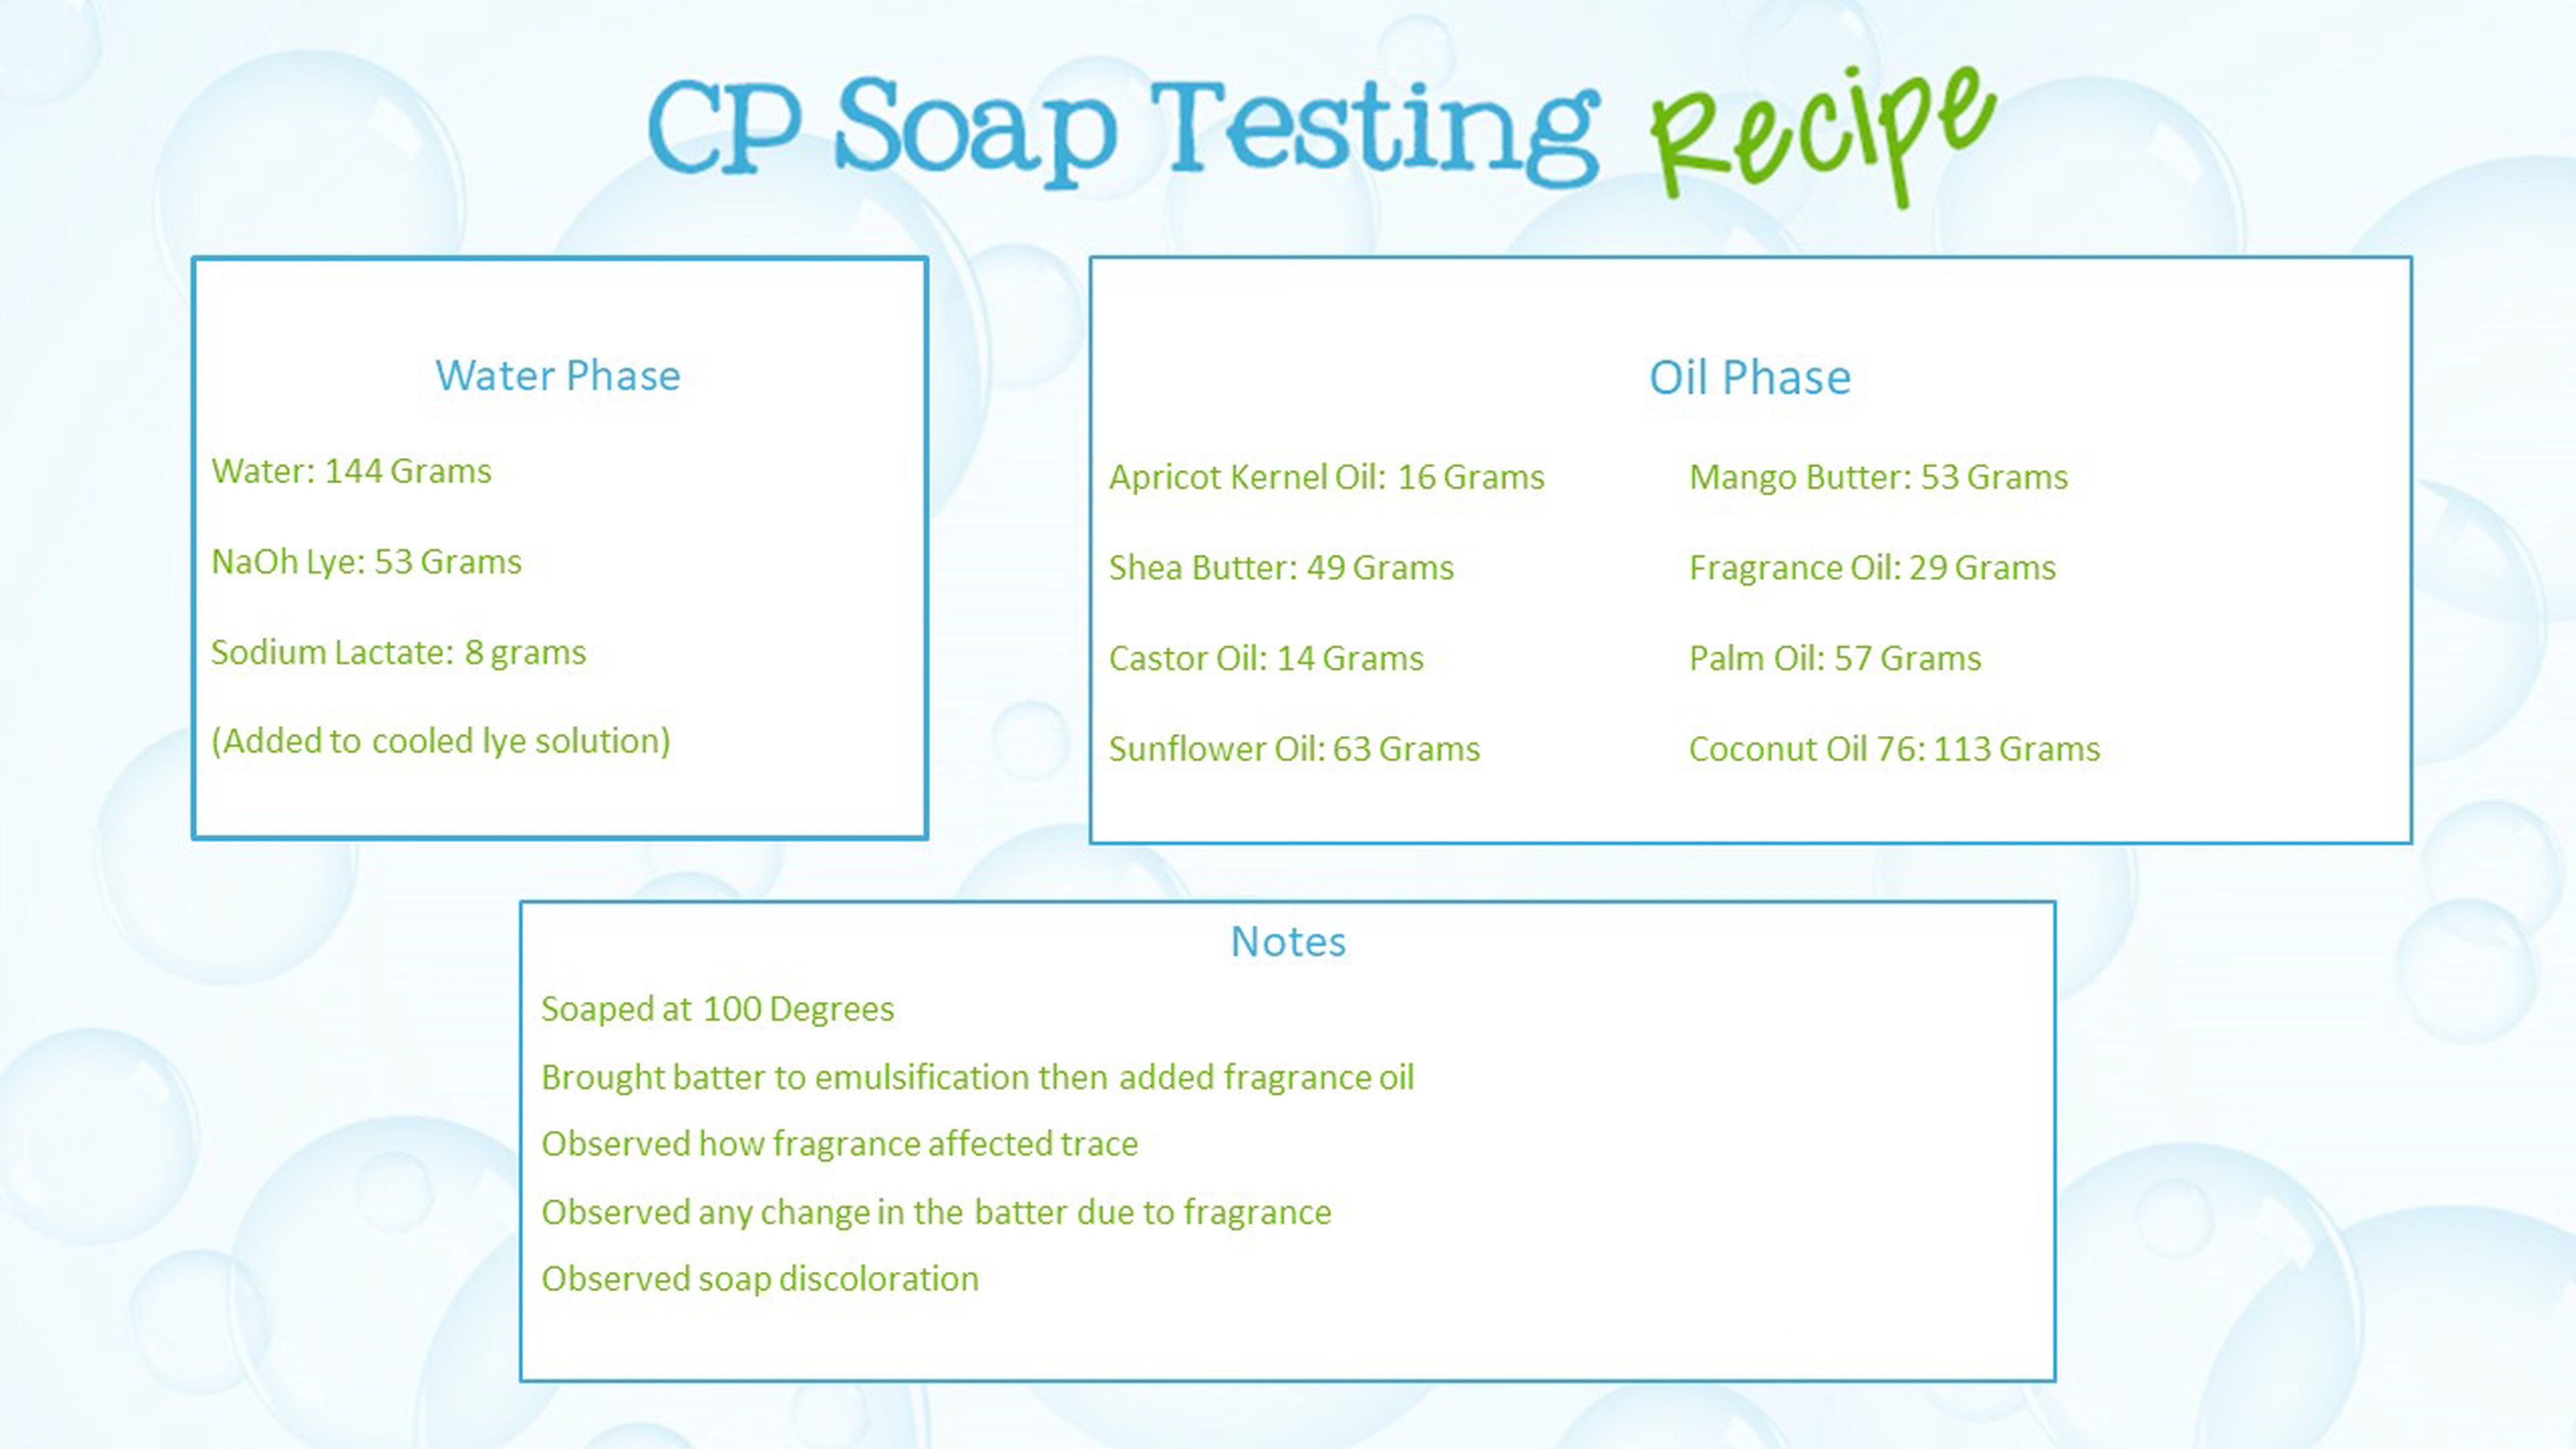 CP Soap Testing Recipe
Water Phase
Water: 144 Grams
NaOh Lye: 53 Grams
Sodium Lactate: 8 grams
(Added to cooled lye solution)
Oil Phase
Apricot Kernel Oil: 16 Grams
Shea Butter: 49 Grams
Castor Oil: 14 Grams
Sunflower Oil: 63 Grams
Mango Butter: 53 Grams
Fragrance Oil: 29 Grams
Palm Oil: 57 Grams
Coconut Oil 76: 113 Grams
Notes
Soaped at 100 Degrees
Brought batter to emulsification then added fragrance oil
Observed how fragrance affected trace
Observed any change in the batter due to fragrance
Observed soap discoloration